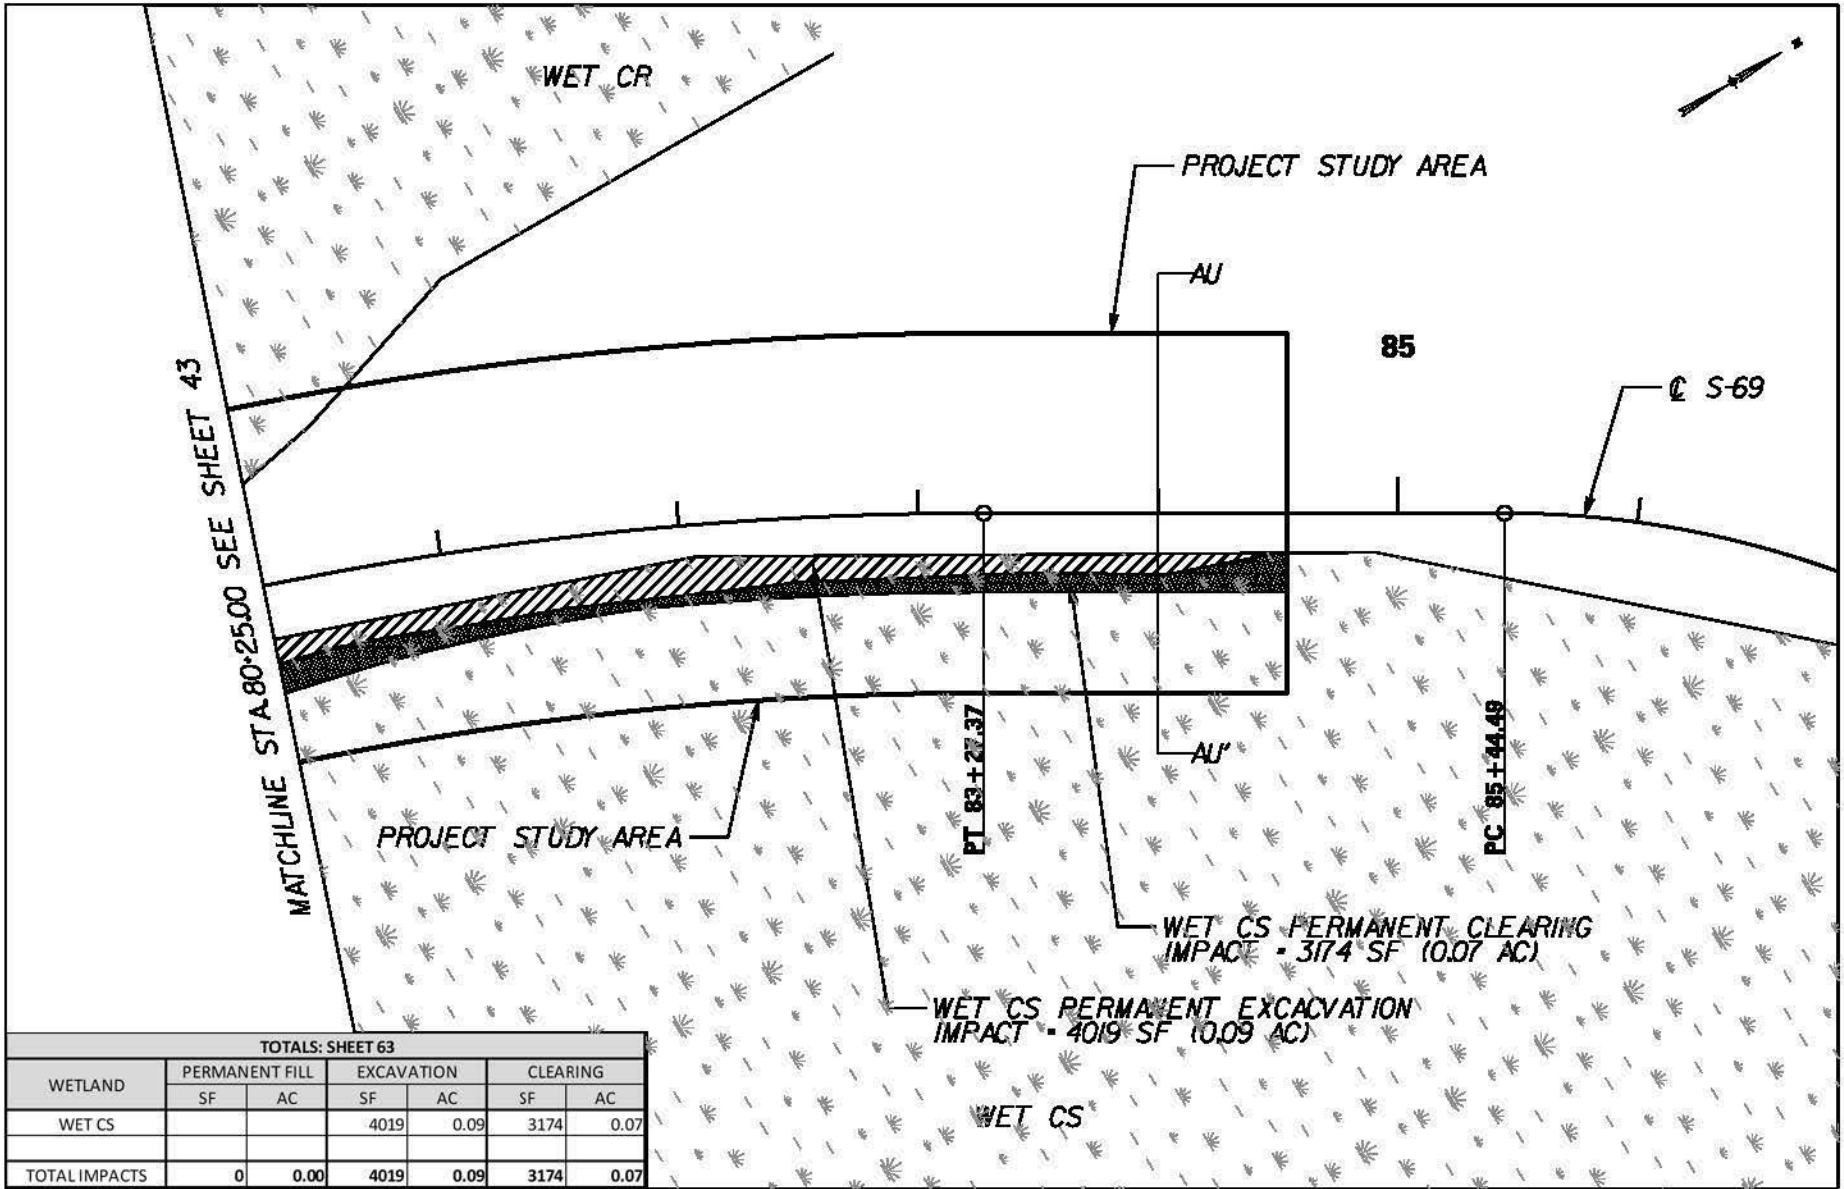 WET CR
PROJECT STUDY AREA
AU
85
℄ S-69
MATCHLINE STA.80+25.00 SEE SHEET 43
PT 83+27.37
PC 85+44.49
AU'
PROJECT STUDY AREA
WET CS PERMANENT CLEARING
IMPACT = 3174 SF (0.07 AC)
WET CS PERMANENT EXCACVATION
IMPACT = 4019 SF (0.09 AC)
WET CS
TOTALS: SHEET 63
WETLAND PERMANENT FILL EXCAVATION CLEARING
SF AC SF AC SF AC
WET CS 4019 0.09 3174 0.07
TOTAL IMPACTS 0 0.00 4019 0.09 3174 0.07